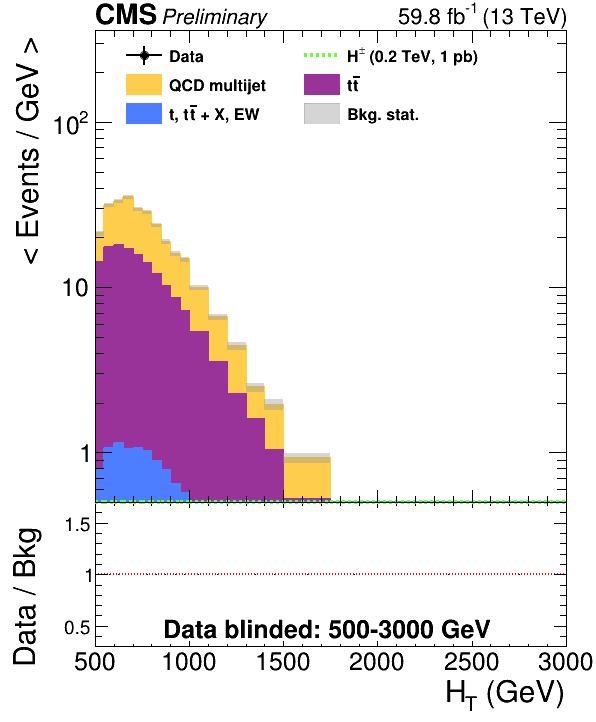 CMS Preliminary 59.8 fb⁻¹ (13 TeV)
< Events / GeV >
Data
H± (0.2 TeV, 1 pb)
QCD multijet
tt̄
t, tt̄ + X, EW
Bkg. stat.
10²
10
1
Data / Bkg
1.5
1
0.5
Data blinded: 500-3000 GeV
500 1000 1500 2000 2500 3000
H_T (GeV)